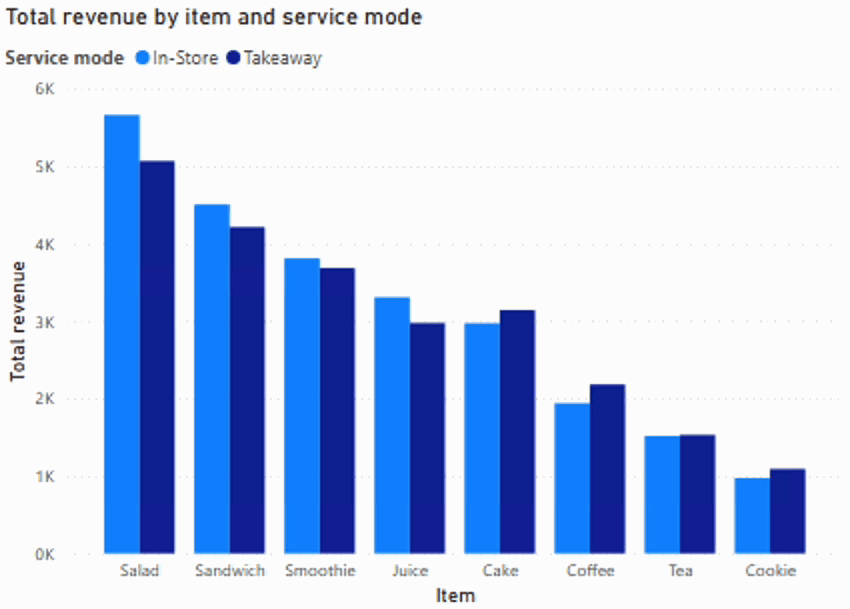 Total revenue by item and service mode
Service mode In-Store Takeaway
6K
5K
4K
3K
2K
1K
0K
Total revenue
Salad Sandwich Smoothie Juice Cake Coffee Tea Cookie
Item